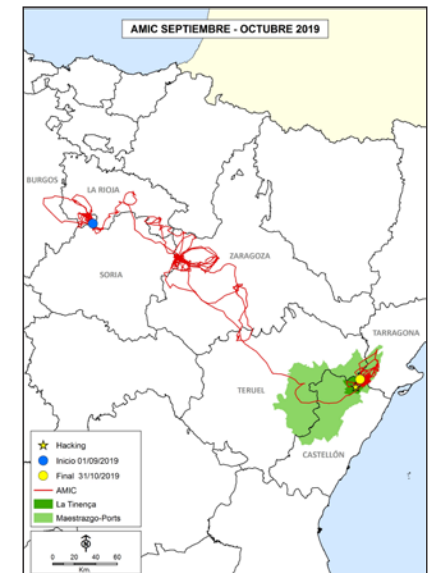 AMIC SEPTIEMBRE - OCTUBRE 2019
BURGOS
LA RIOJA
ZARAGOZA
SORIA
TARRAGONA
TERUEL
CASTELLÓN
Hacking
Inicio 01/09/2019
Final 31/10/2019
AMIC
La Tinença
Maestrazgo-Ports
0 20 40 60
Km.